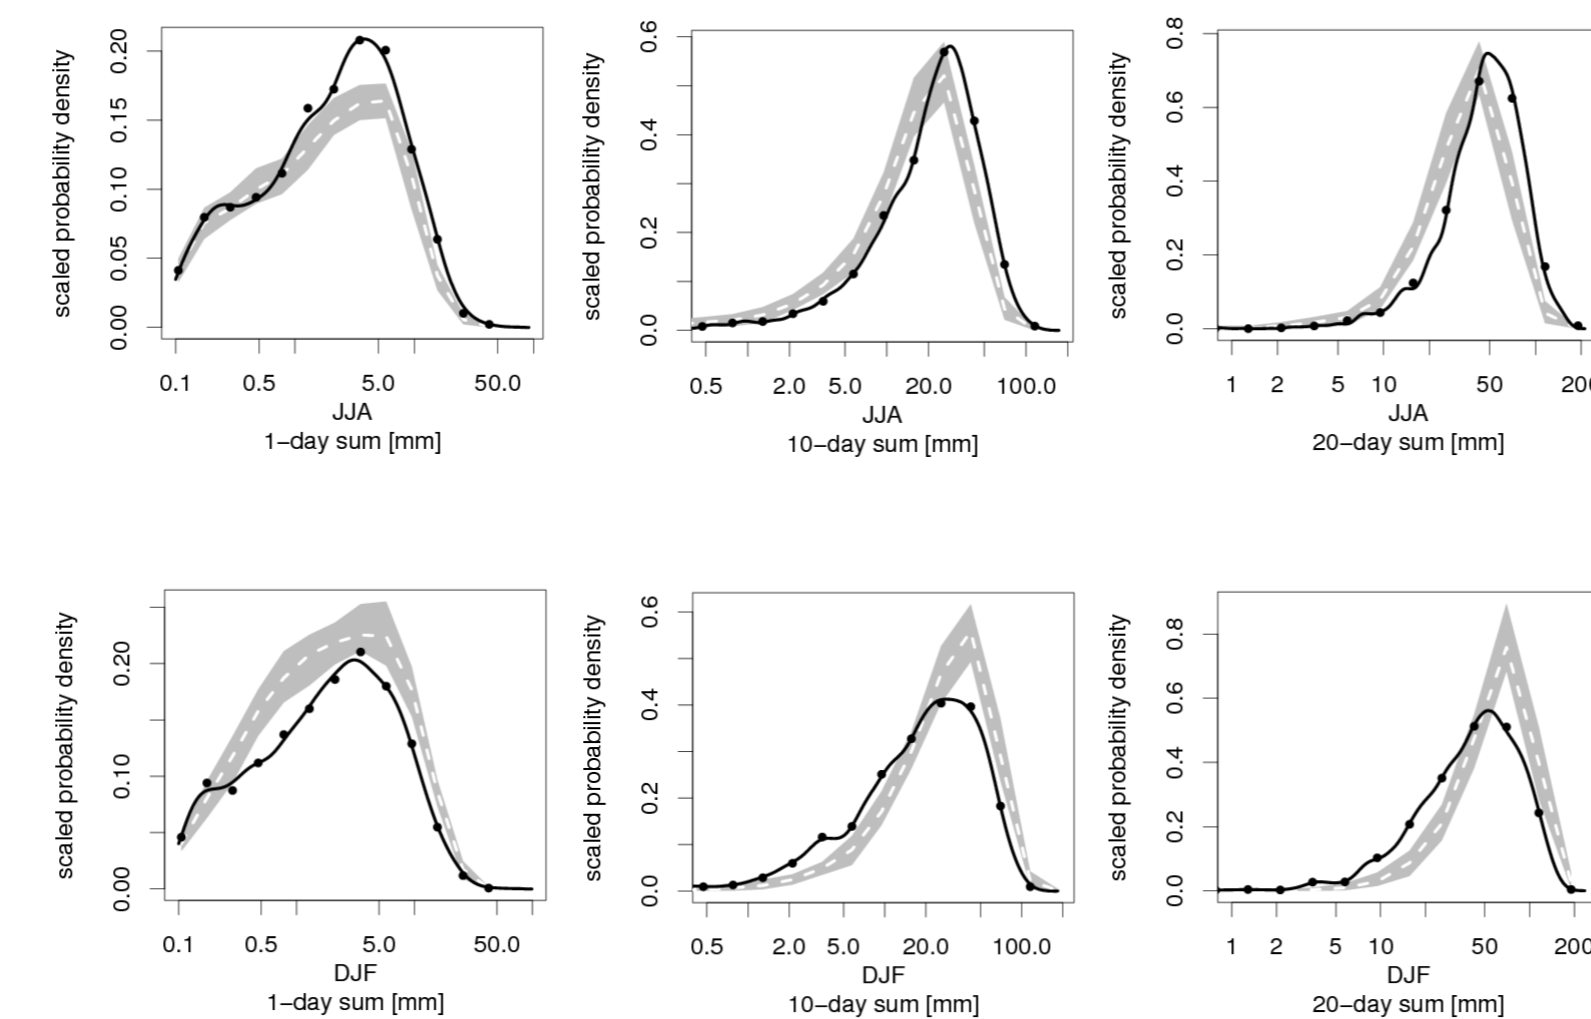 scaled probability density
0.00 0.05 0.10 0.15 0.20
0.1 0.5 5.0 50.0
JJA
1−day sum [mm]
scaled probability density
0.0 0.2 0.4 0.6
0.5 2.0 5.0 20.0 100.0
JJA
10−day sum [mm]
scaled probability density
0.0 0.2 0.4 0.6 0.8
1 2 5 10 50 200
JJA
20−day sum [mm]
scaled probability density
0.00 0.10 0.20
0.1 0.5 5.0 50.0
DJF
1−day sum [mm]
scaled probability density
0.0 0.2 0.4 0.6
0.5 2.0 5.0 20.0 100.0
DJF
10−day sum [mm]
scaled probability density
0.0 0.2 0.4 0.6 0.8
1 2 5 10 50 200
DJF
20−day sum [mm]